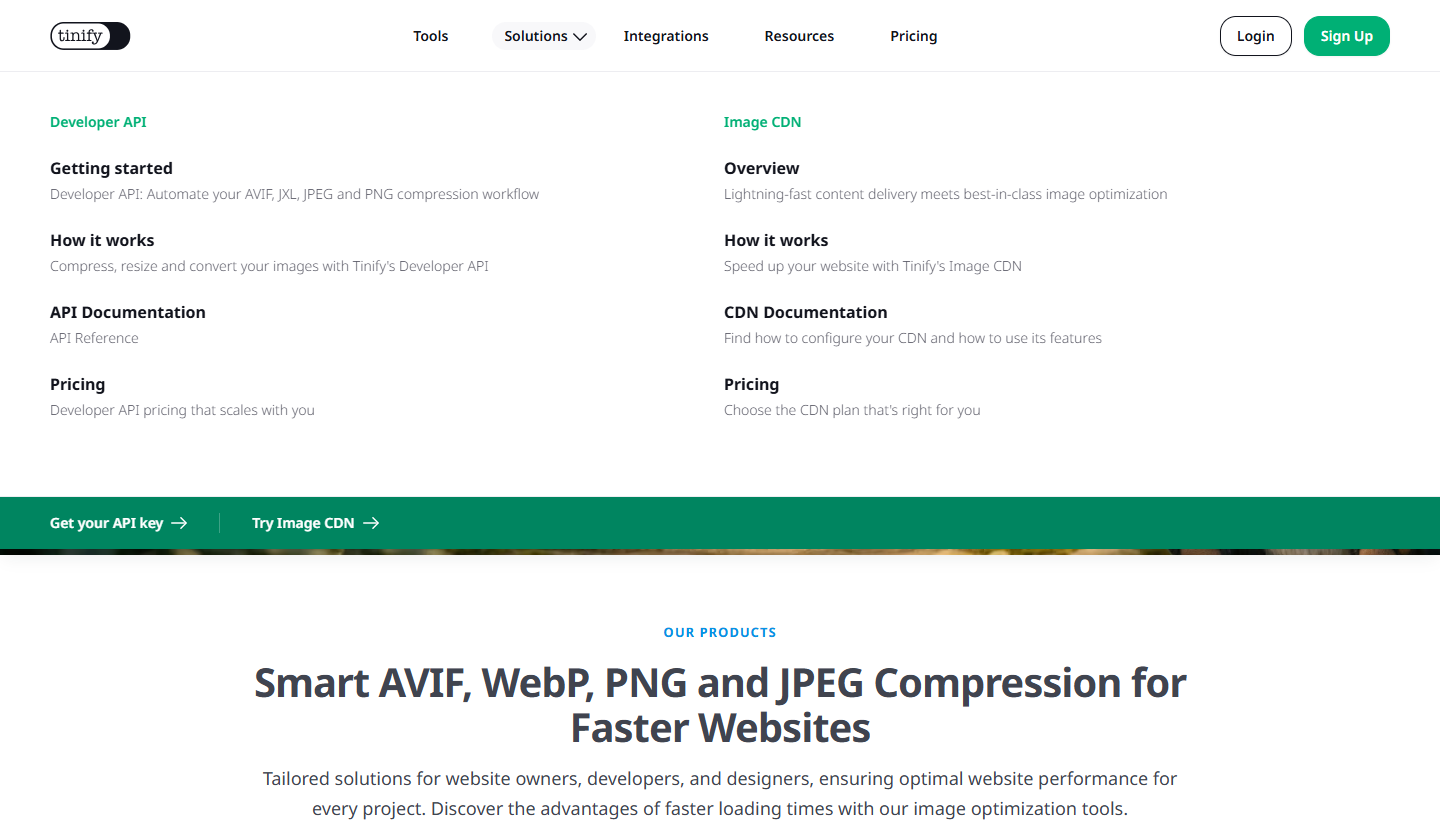 tinify
Tools
Solutions
Integrations
Resources
Pricing
Login
Sign Up
Developer API
Getting started
Developer API: Automate your AVIF, JXL, JPEG and PNG compression workflow
How it works
Compress, resize and convert your images with Tinify's Developer API
API Documentation
API Reference
Pricing
Developer API pricing that scales with you
Image CDN
Overview
Lightning-fast content delivery meets best-in-class image optimization
How it works
Speed up your website with Tinify's Image CDN
CDN Documentation
Find how to configure your CDN and how to use its features
Pricing
Choose the CDN plan that's right for you
Get your API key
Try Image CDN
OUR PRODUCTS
Smart AVIF, WebP, PNG and JPEG Compression for
Faster Websites
Tailored solutions for website owners, developers, and designers, ensuring optimal website performance for
every project. Discover the advantages of faster loading times with our image optimization tools.